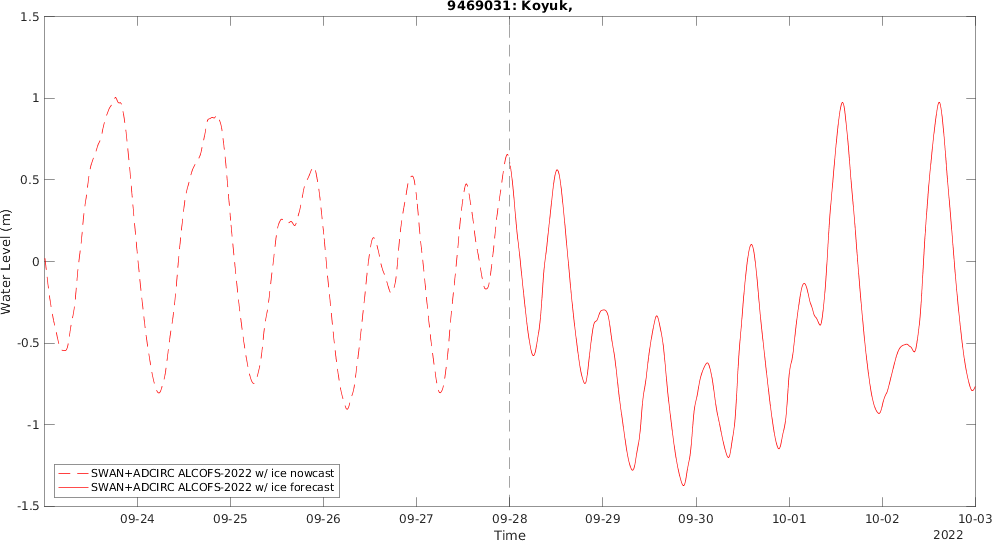 9469031: Koyuk,
1.5
1
0.5
0
-0.5
-1
-1.5
Water Level (m)
SWAN+ADCIRC ALCOFS-2022 w/ ice nowcast
SWAN+ADCIRC ALCOFS-2022 w/ ice forecast
09-24 09-25 09-26 09-27 09-28 09-29 09-30 10-01 10-02 10-03
Time
2022